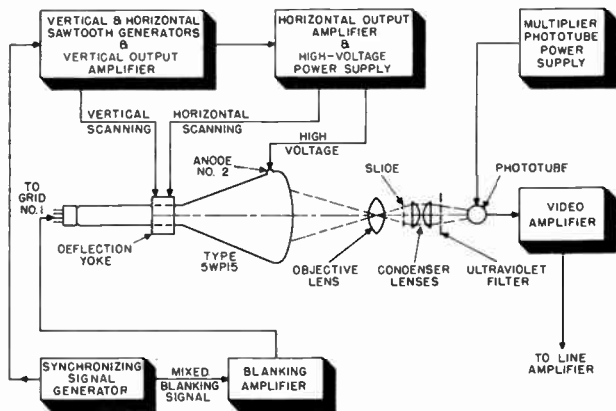 VERTICAL & HORIZONTAL
SAWTOOTH GENERATORS
&
VERTICAL OUTPUT
AMPLIFIER
HORIZONTAL OUTPUT
AMPLIFIER
&
HIGH-VOLTAGE
POWER SUPPLY
MULTIPLIER
PHOTOTUBE
POWER
SUPPLY
VERTICAL
SCANNING
HORIZONTAL
SCANNING
HIGH
VOLTAGE
ANODE
NO. 2
SLIDE
PHOTOTUBE
TO
GRID
NO. 1
VIDEO
AMPLIFIER
DEFLECTION
YOKE
TYPE
5WP15
OBJECTIVE
LENS
CONDENSER
LENSES
ULTRAVIOLET
FILTER
SYNCHRONIZING
SIGNAL
GENERATOR
MIXED
BLANKING
SIGNAL
BLANKING
AMPLIFIER
TO LINE
AMPLIFIER